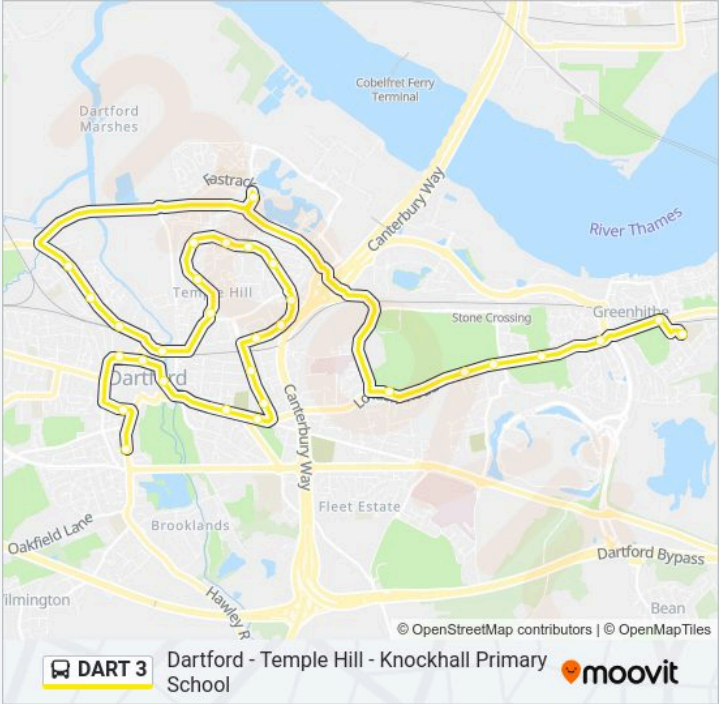 Cobelfret Ferry
Terminal
Dartford
Marshes
Fastrack
Canterbury Way
River Thames
Temple Hill
Greenhithe
Stone Crossing
Dartford
Canterbury Way
Fleet Estate
Oakfield Lane
Brooklands
Dartford Bypass
ilmington
Hawley R
Bean
© OpenStreetMap contributors | © OpenMapTiles
DART 3
Dartford - Temple Hill - Knockhall Primary
School
moovit